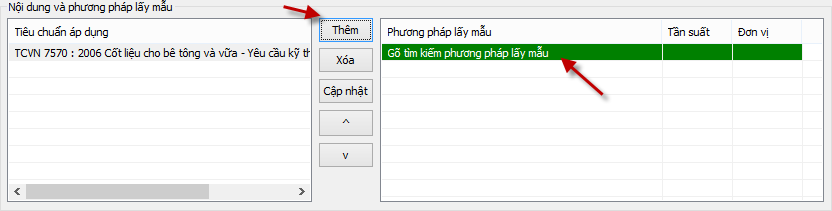 Nội dung và phương pháp lấy mẫu
Tiêu chuẩn áp dụng
TCVN 7570 : 2006 Cốt liệu cho bê tông và vữa - Yêu cầu kỹ th
Thêm
Xóa
Cập nhật
^
v
Phương pháp lấy mẫu Tần suất Đơn vị
Gõ tìm kiếm phương pháp lấy mẫu